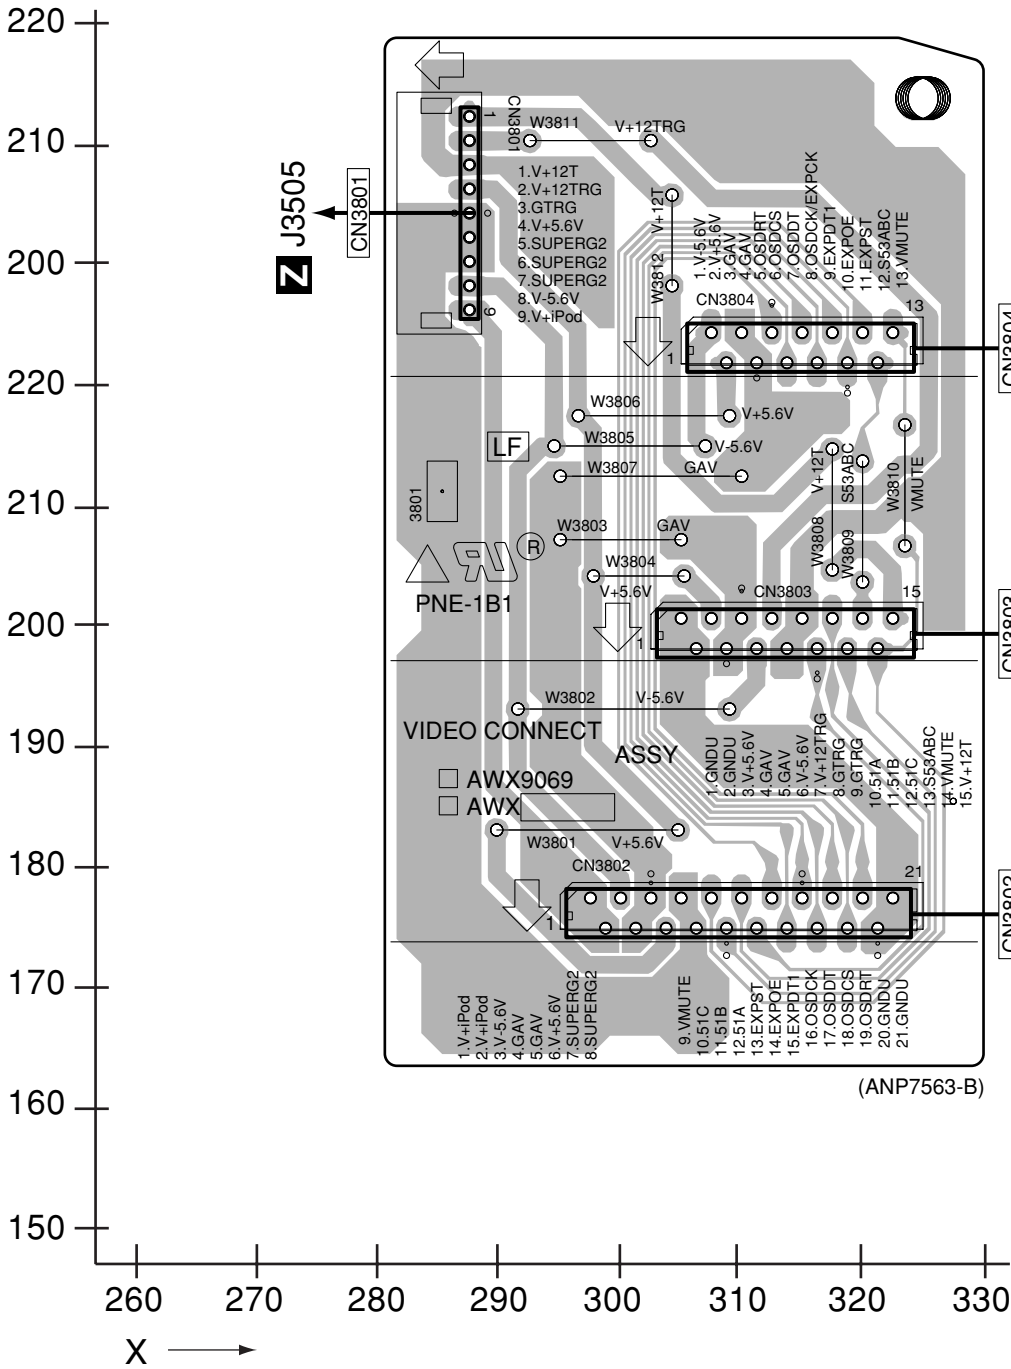 220
210
200
220
210
200
190
180
170
160
150
260
270
280
290
300
310
320
330
X
Z J3505
CN3801
CN3801
1
9
W3811
V+12TRG
1.V+12T
2.V+12TRG
3.GTRG
4.V+5.6V
5.SUPERG2
6.SUPERG2
7.SUPERG2
8.V-5.6V
9.V+iPod
W3812
V+12T
1.V-5.6V
2.V+5.6V
3.GAV
4.GAV
5.OSDRT
6.OSDCS
7.OSDDT
8.OSDCK/EXPCK
9.EXPDT1
10.EXPOE
11.EXPST
12.S53ABC
13.VMUTE
CN3804
13
1
CN3804
W3806
V+5.6V
LF
W3805
V-5.6V
W3807
GAV
3801
V+12T
S53ABC
W3810
VMUTE
W3808
W3809
W3803
GAV
R
W3804
V+5.6V
PNE-1B1
CN3803
15
1
CN3803
W3802
V-5.6V
VIDEO CONNECT
ASSY
AWX9069
AWX
1.GNDU
2.GNDU
3.V+5.6V
4.GAV
5.GAV
6.V-5.6V
7.V+12TRG
8.GTRG
9.GTRG
10.51A
11.51B
12.51C
13.S53ABC
14.VMUTE
15.V+12T
W3801
V+5.6V
CN3802
21
1
CN3802
1.V+iPod
2.V+iPod
3.V-5.6V
4.GAV
5.GAV
6.V+5.6V
7.SUPERG2
8.SUPERG2
9.VMUTE
10.51C
11.51B
12.51A
13.EXPST
14.EXPOE
15.EXPDT1
16.OSDCK
17.OSDDT
18.OSDCS
19.OSDRT
20.GNDU
21.GNDU
(ANP7563-B)